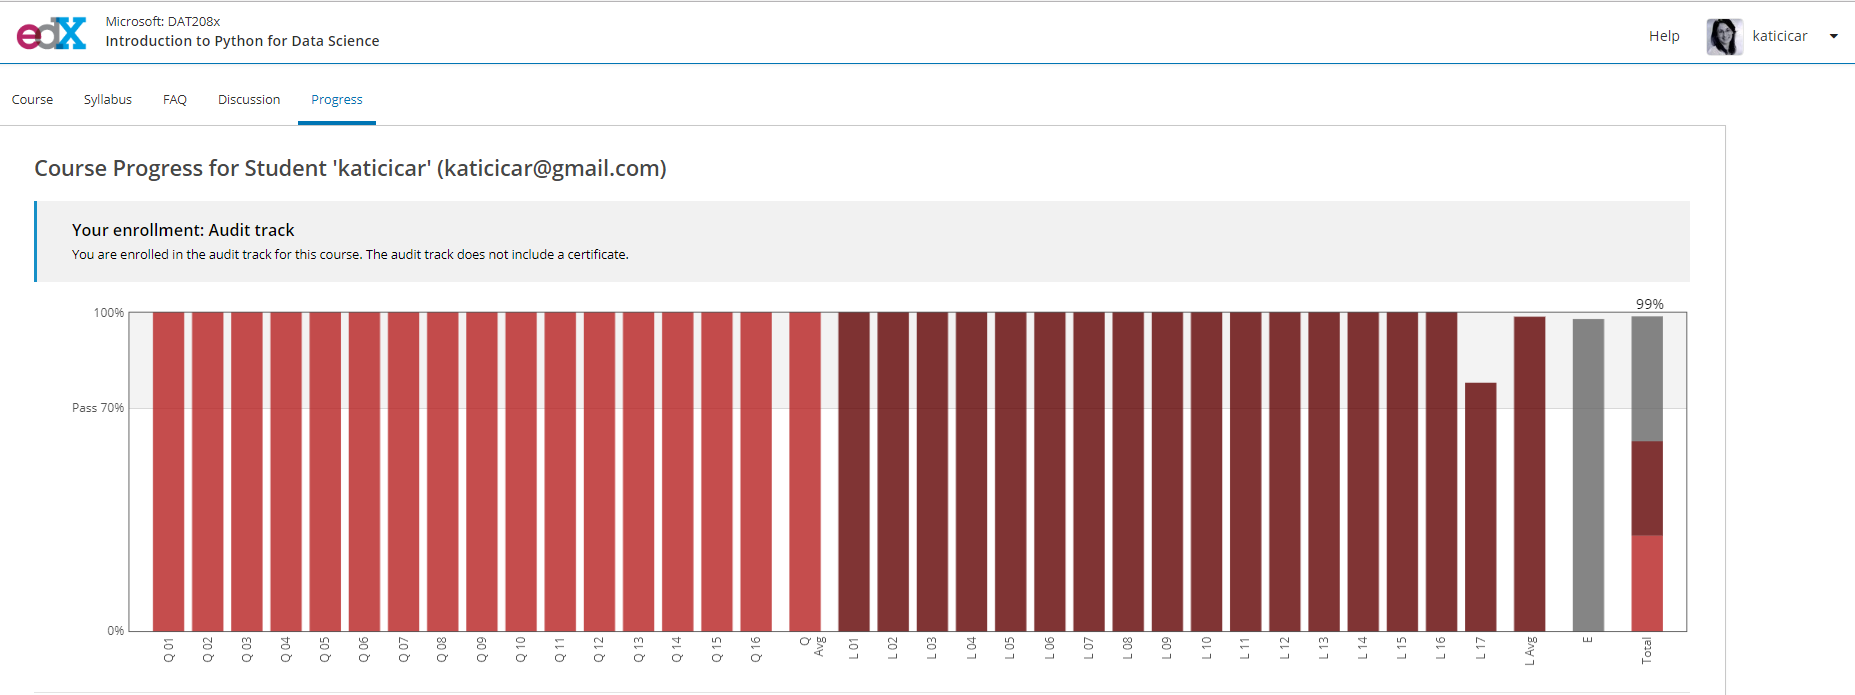 edX
Microsoft: DAT208x
Introduction to Python for Data Science
Help
katicicar
Course
Syllabus
FAQ
Discussion
Progress
Course Progress for Student 'katicicar' (katicicar@gmail.com)
Your enrollment: Audit track
You are enrolled in the audit track for this course. The audit track does not include a certificate.
99%
100%
Pass 70%
0%
Q 01
Q 02
Q 03
Q 04
Q 05
Q 06
Q 07
Q 08
Q 09
Q 10
Q 11
Q 12
Q 13
Q 14
Q 15
Q 16
Q
Avg
L 01
L 02
L 03
L 04
L 05
L 06
L 07
L 08
L 09
L 10
L 11
L 12
L 13
L 14
L 15
L 16
L 17
L Avg
E
Total